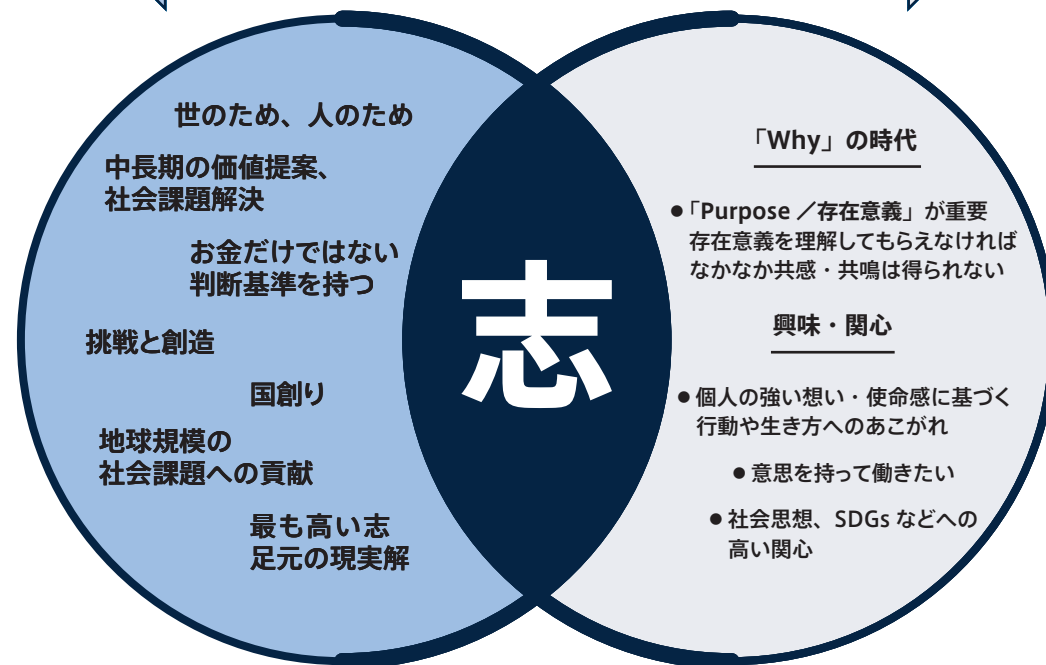 世のため、人のため
中長期の価値提案、
社会課題解決
お金だけではない
判断基準を持つ
挑戦と創造
国創り
地球規模の
社会課題への貢献
最も高い志
足元の現実解
志
「Why」の時代
●「Purpose／存在意義」が重要
存在意義を理解してもらえなければ
なかなか共感・共鳴は得られない
興味・関心
●個人の強い想い・使命感に基づく
行動や生き方へのあこがれ
●意思を持って働きたい
●社会思想、SDGsなどへの
高い関心